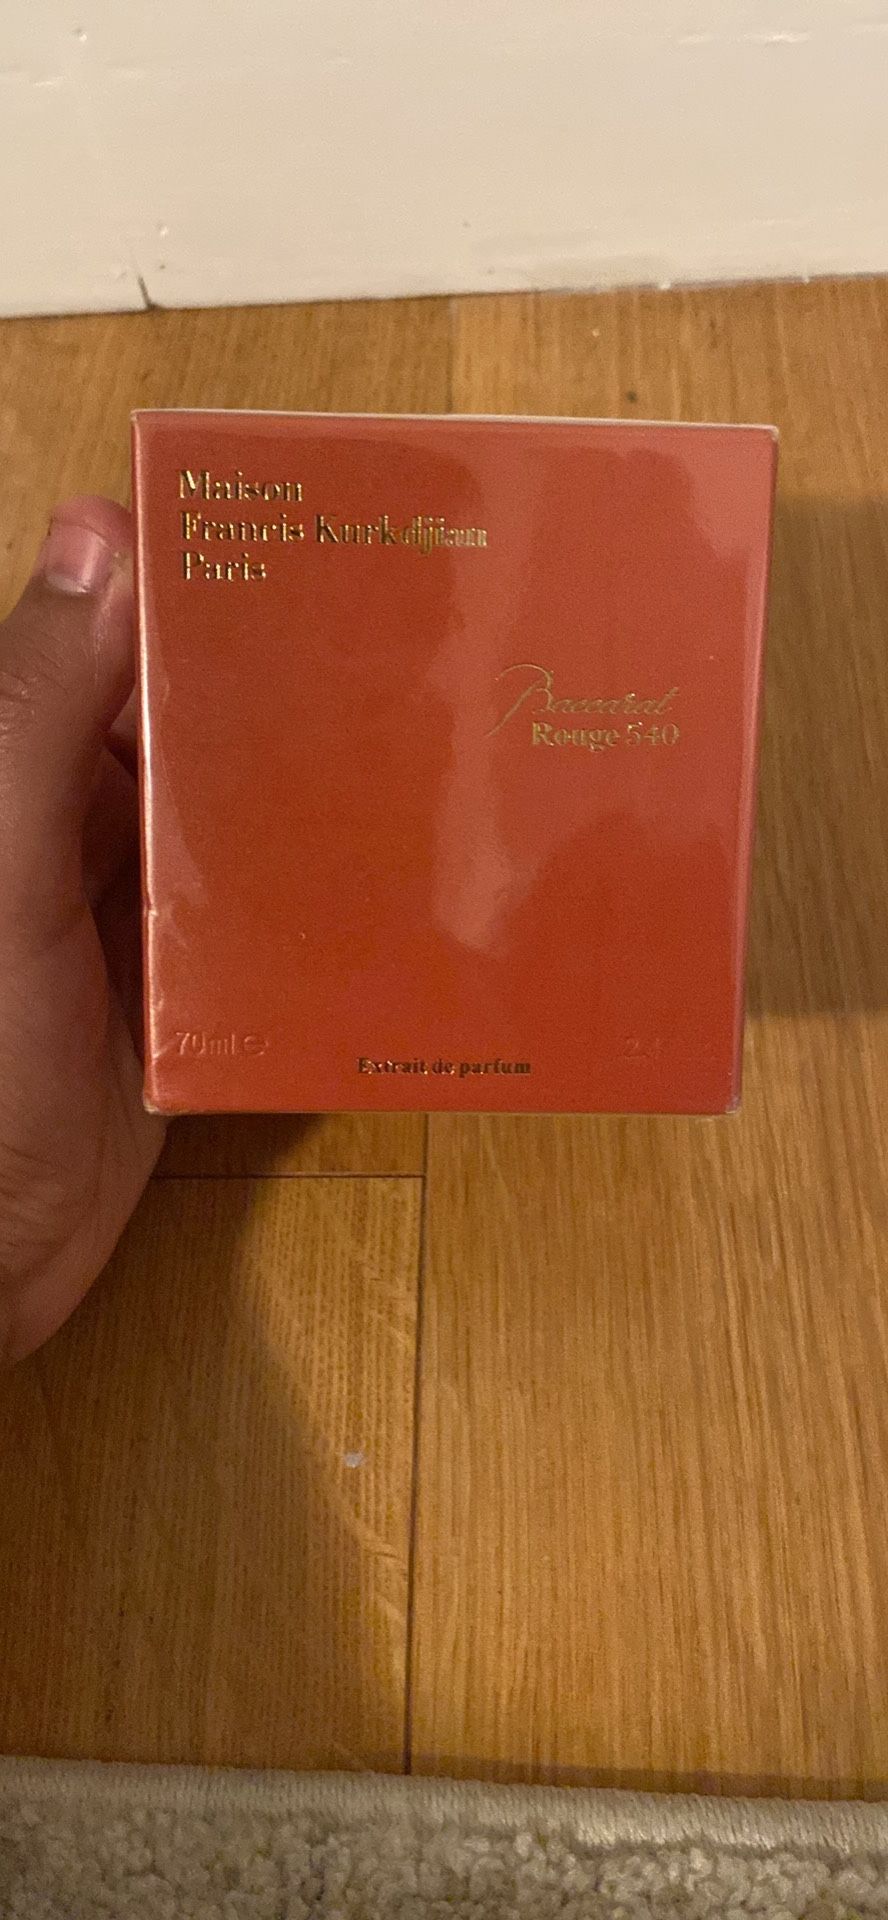 Maison
Francis Kurkdjian
Paris
Baccarat
Rouge 540
70ml ℮
Extrait de parfum